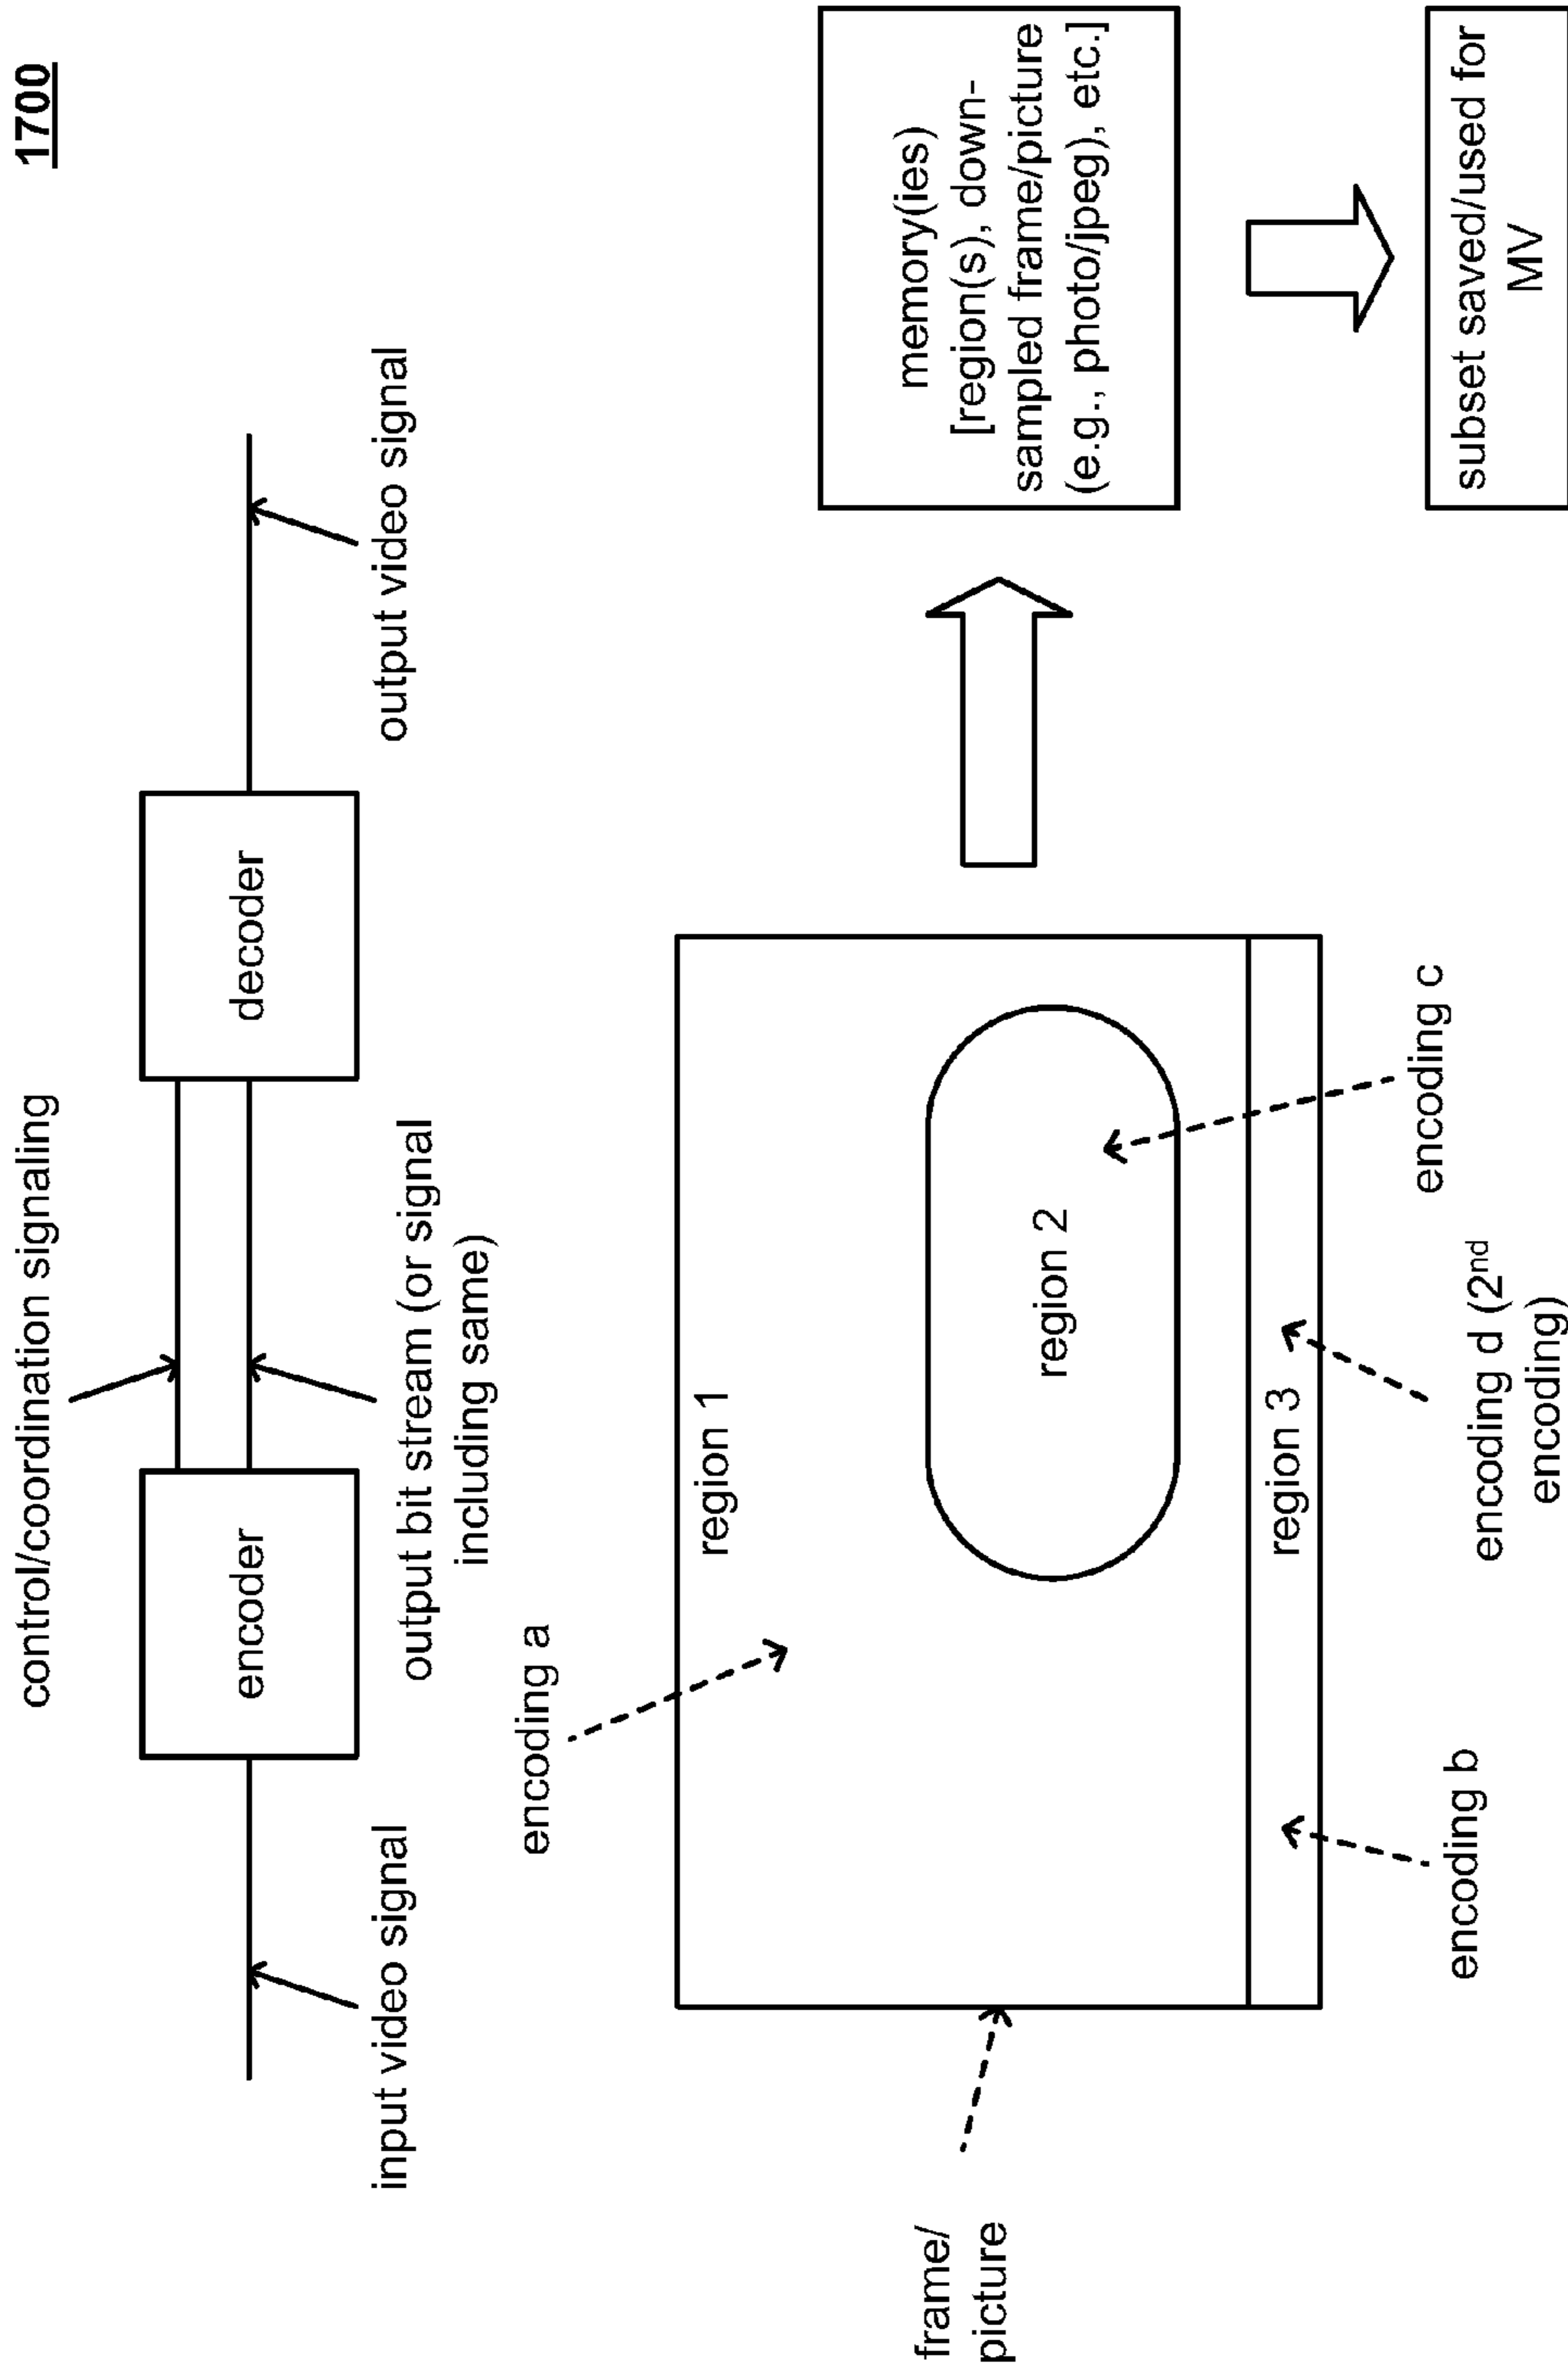 1700
control/coordination signaling
encoder
decoder
input video signal
output bit stream (or signal
including same)
output video signal
encoding a
frame/
picture
region 1
region 2
region 3
encoding b
encoding d (2nd
encoding)
encoding c
memory(ies)
[region(s), down-
sampled frame/picture
(e.g., photo/jpeg), etc.]
subset saved/used for
MV